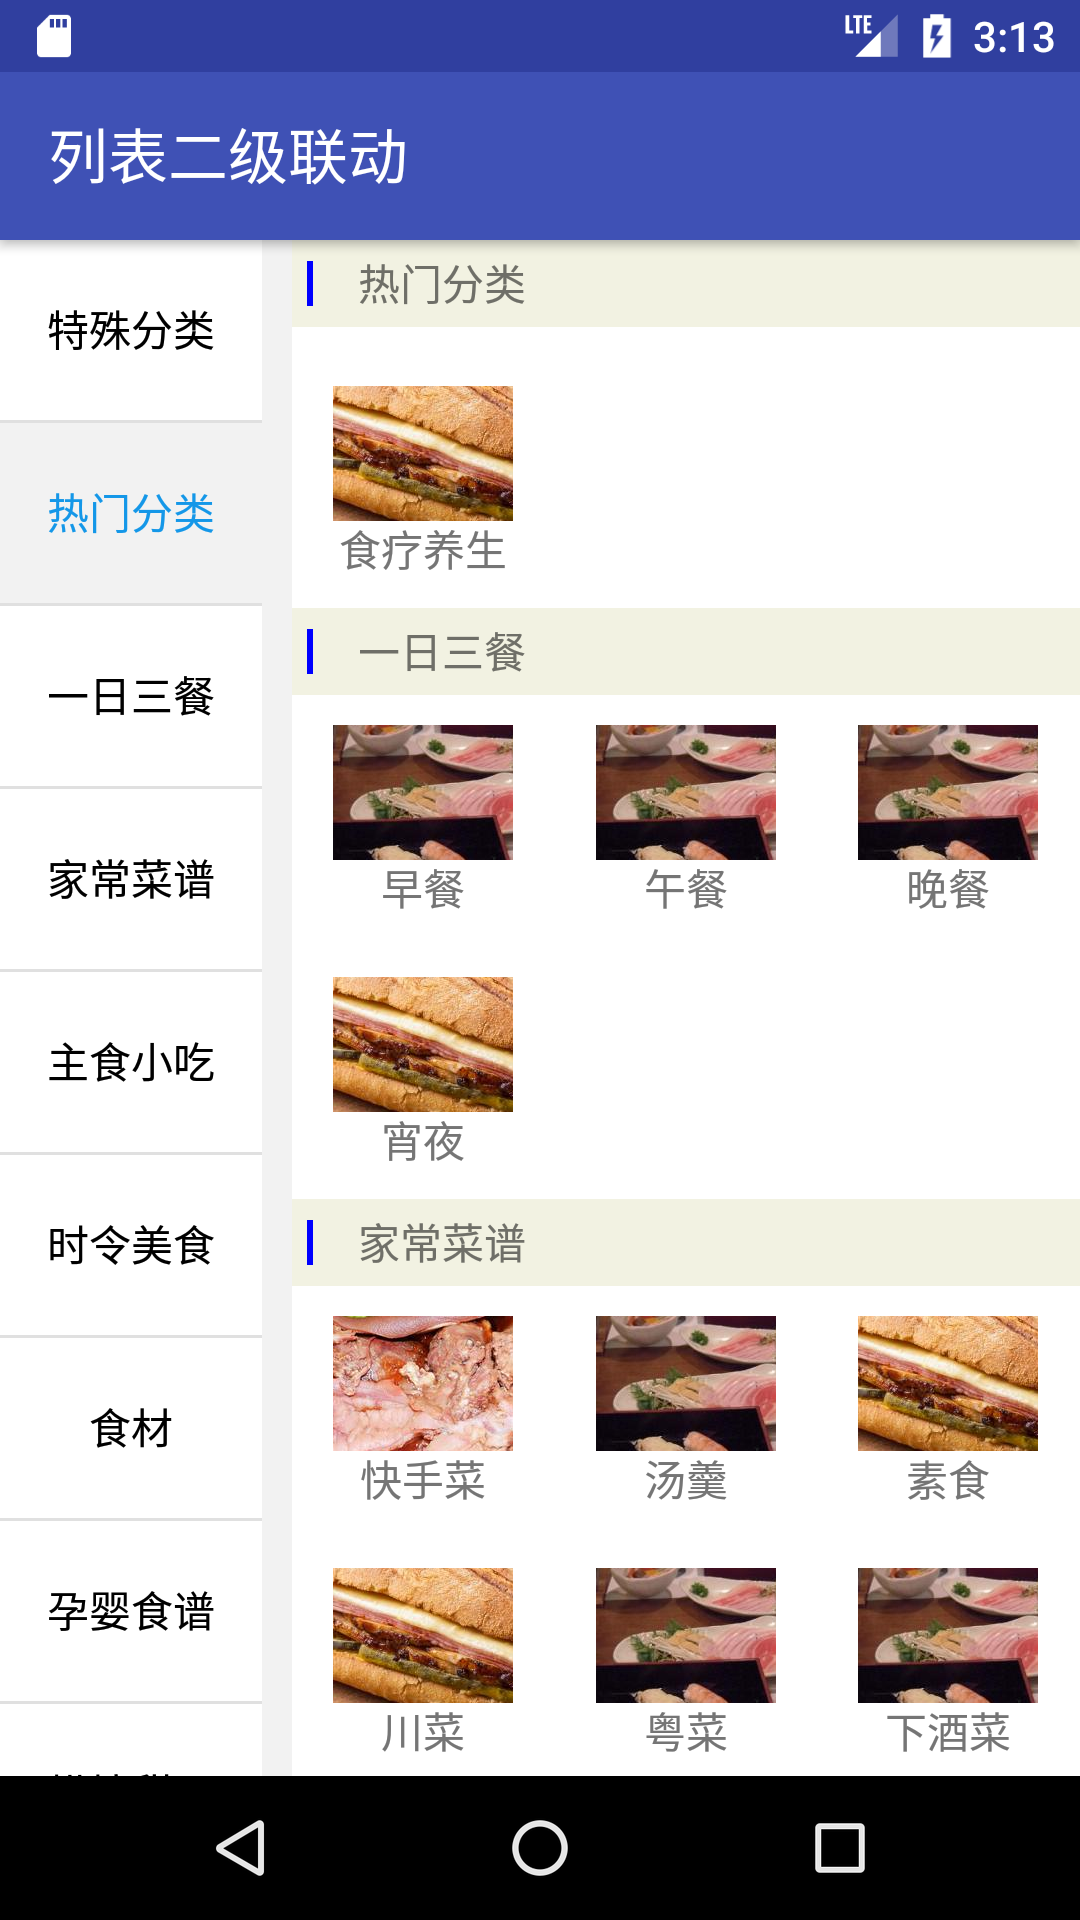 LTE 3:13
列表二级联动
特殊分类
热门分类
一日三餐
家常菜谱
主食小吃
时令美食
食材
孕婴食谱
热门分类
食疗养生
一日三餐
早餐 午餐 晚餐
宵夜
家常菜谱
快手菜 汤羹 素食
川菜 粤菜 下酒菜